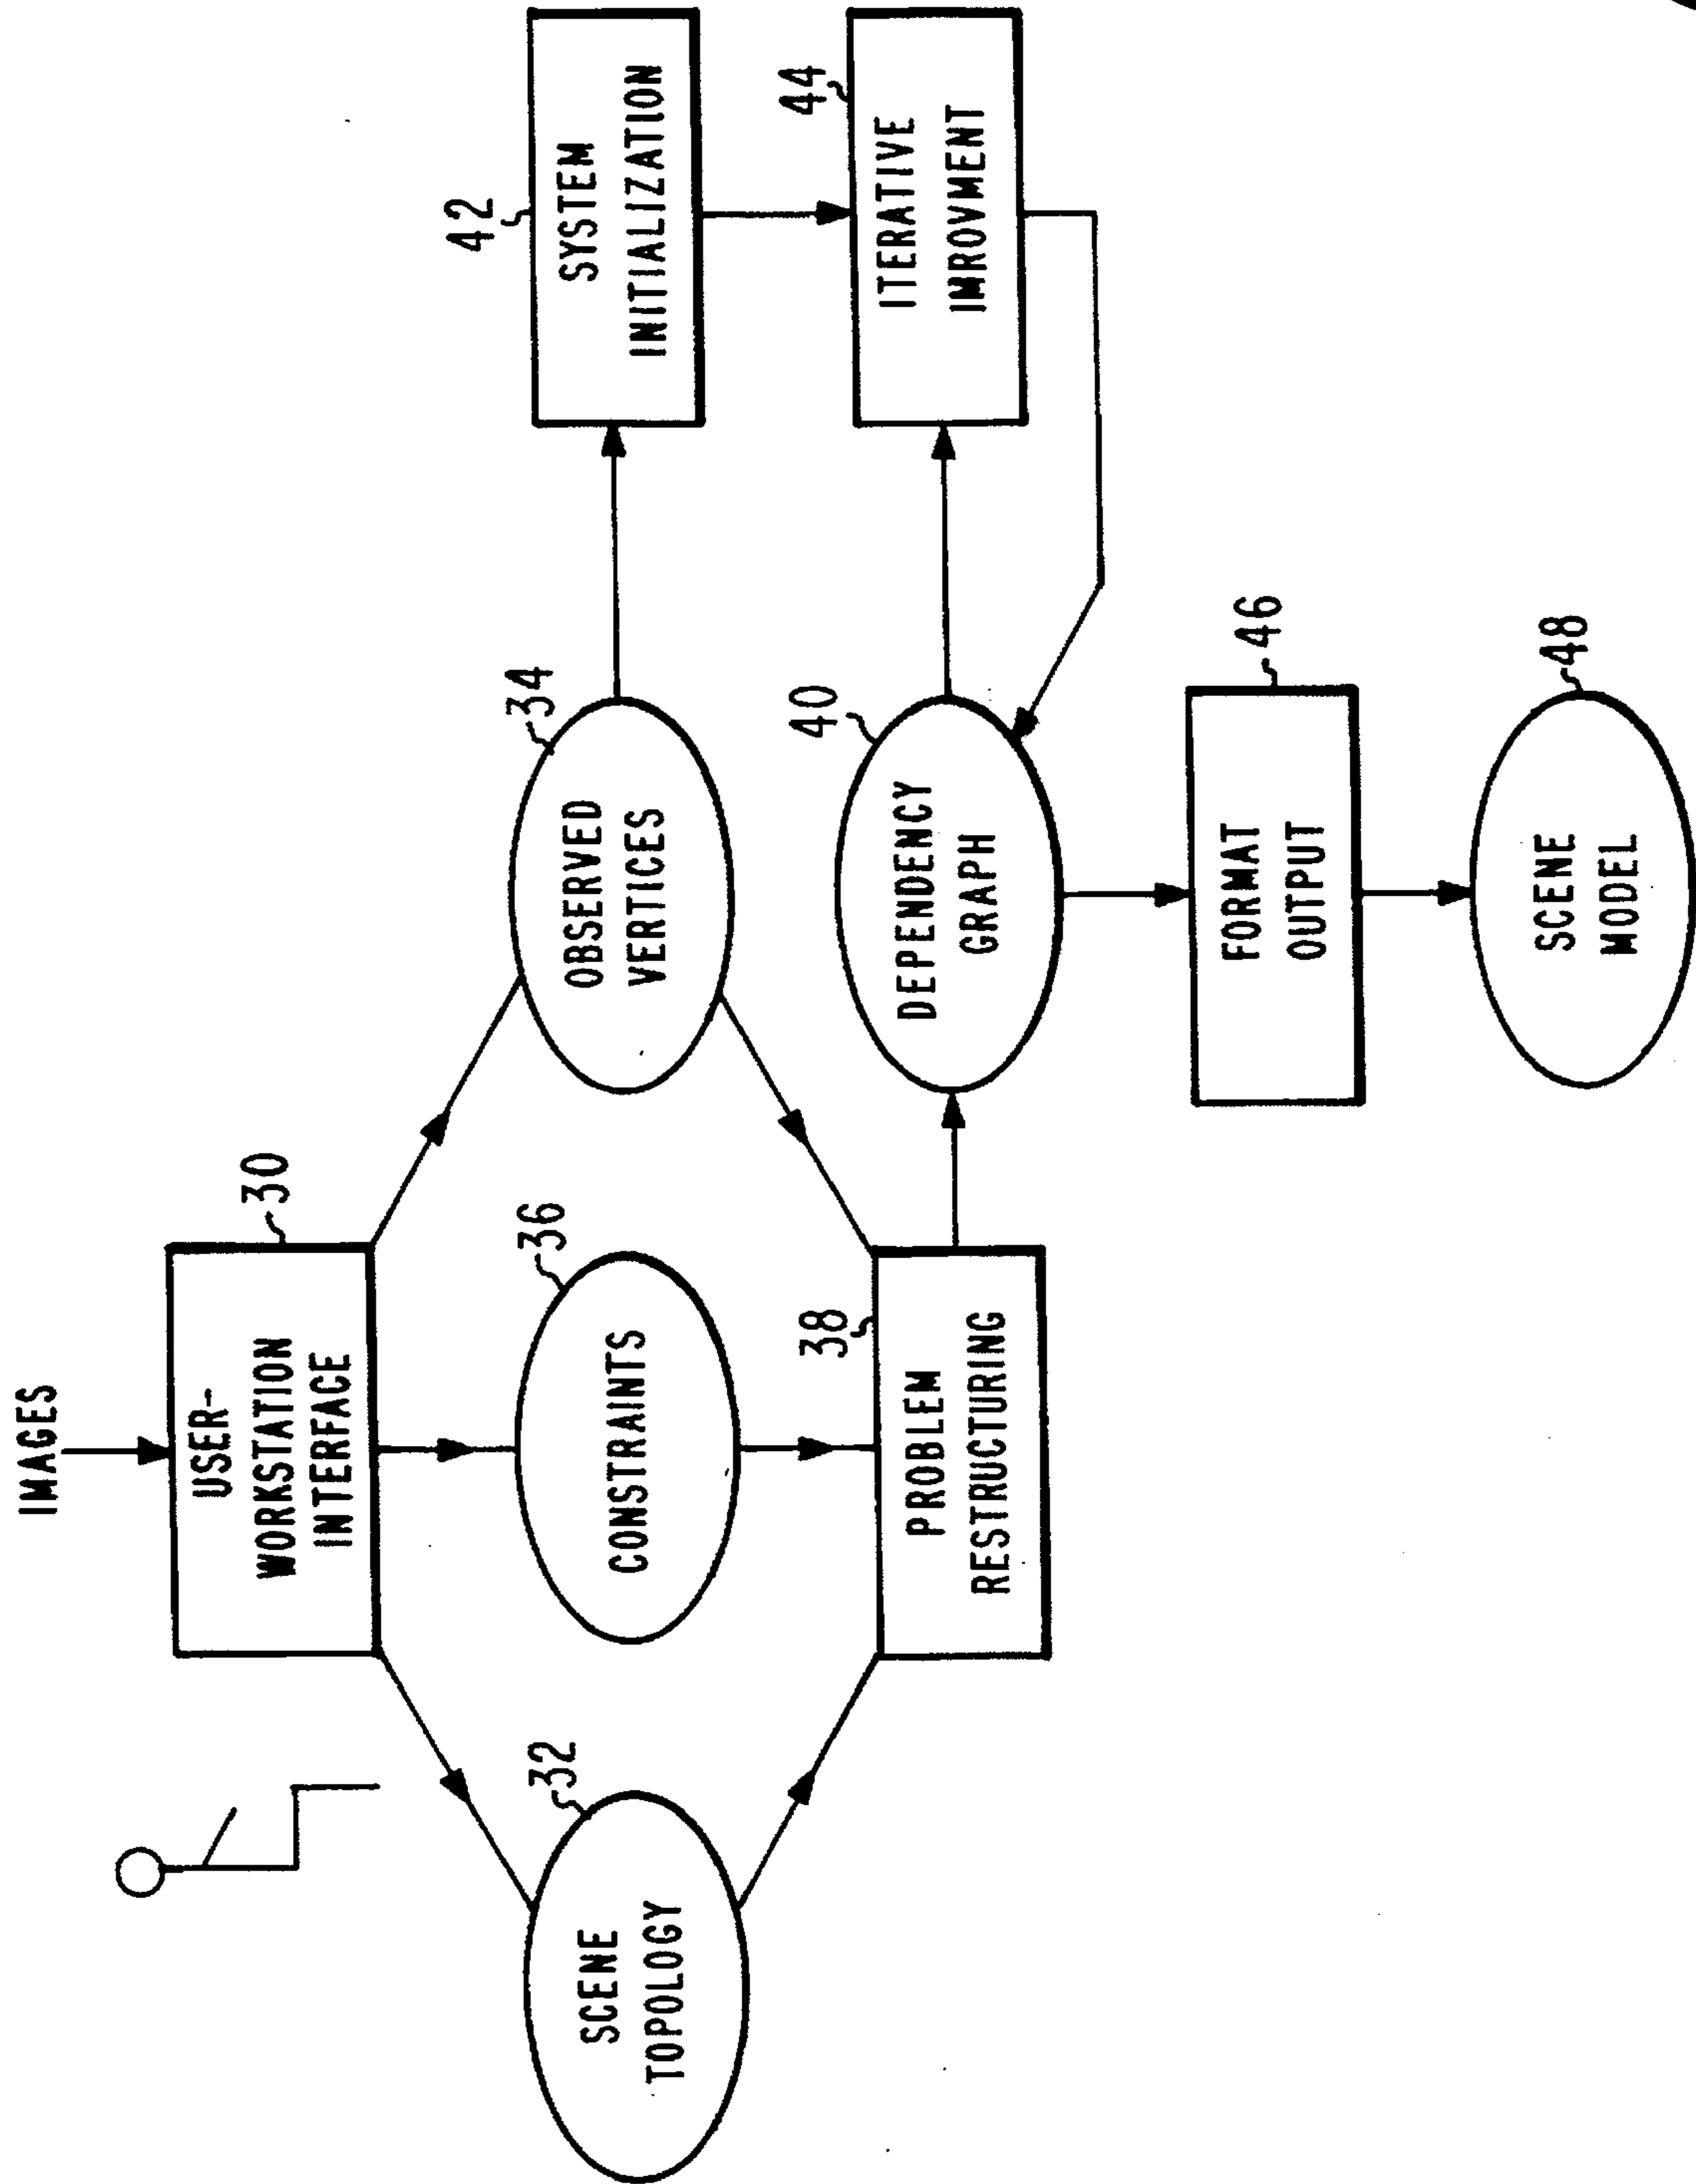 IMAGES
USER-
WORKSTATION
INTERFACE
30
SCENE
TOPOLOGY
32
CONSTRAINTS
36
OBSERVED
VERTICES
34
SYSTEM
INITIALIZATION
42
PROBLEM
RESTRUCTURING
38
DEPENDENCY
GRAPH
40
ITERATIVE
IMROVMENT
44
FORMAT
OUTPUT
46
SCENE
MODEL
48